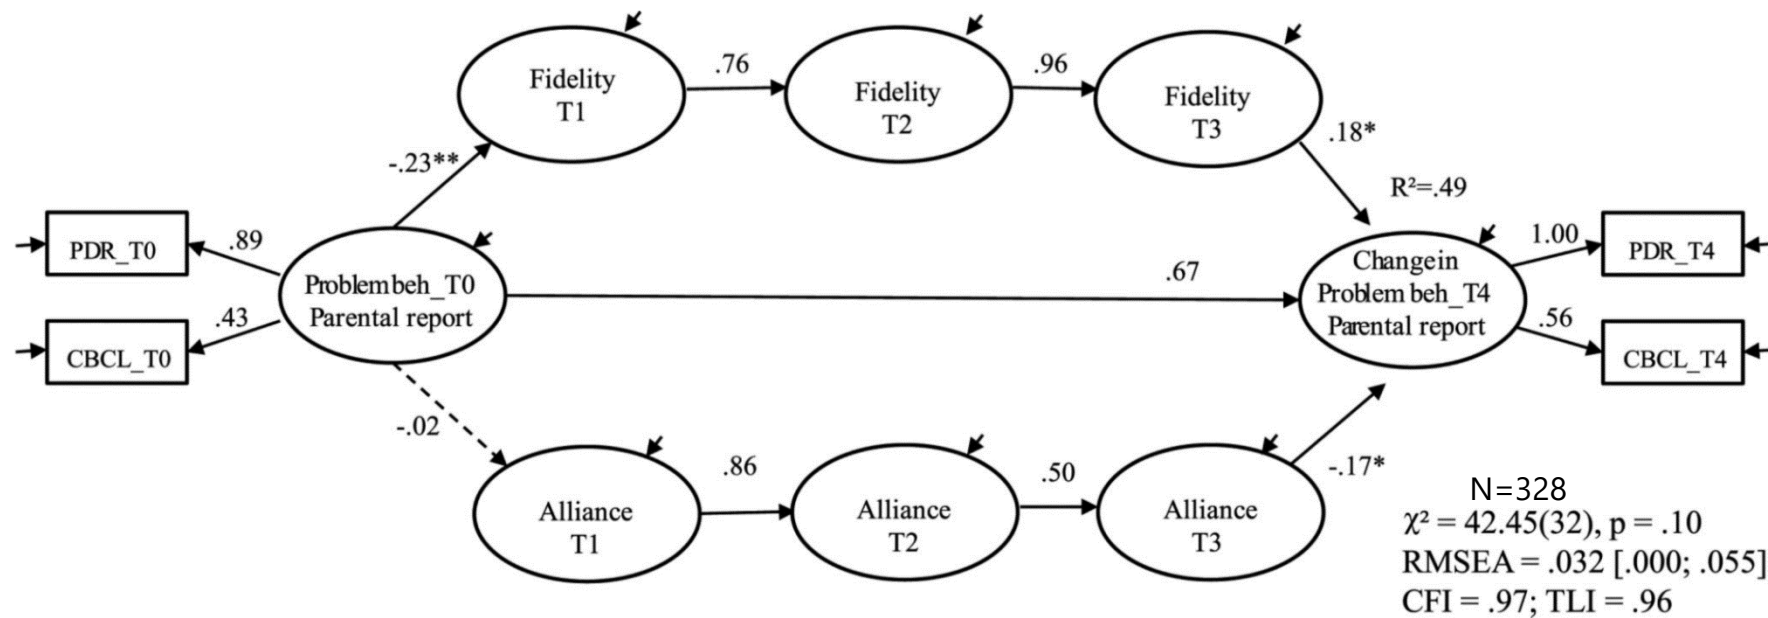 Fidelity
T1
.76
Fidelity
T2
.96
Fidelity
T3
-.23**
.18*
R²=.49
PDR_T0
.89
Problembeh_T0
Parental report
.43
CBCL_T0
.67
Changein
Problem beh_T4
Parental report
1.00
PDR_T4
.56
CBCL_T4
-.02
Alliance
T1
.86
Alliance
T2
.50
Alliance
T3
-.17*
N=328
χ² = 42.45(32), p = .10
RMSEA = .032 [.000; .055]
CFI = .97; TLI = .96